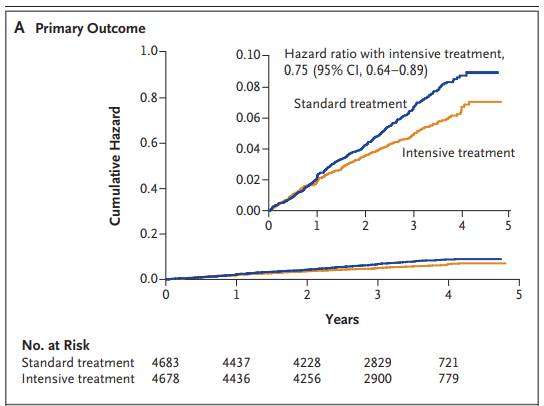 A Primary Outcome
Cumulative Hazard
1.0
0.8
0.6
0.4
0.2
0.0
0.10
0.08
0.06
0.04
0.02
0.00
Hazard ratio with intensive treatment,
0.75 (95% CI, 0.64–0.89)
Standard treatment
Intensive treatment
0 1 2 3 4 5
0 1 2 3 4 5
Years
No. at Risk
Standard treatment 4683 4437 4228 2829 721
Intensive treatment 4678 4436 4256 2900 779